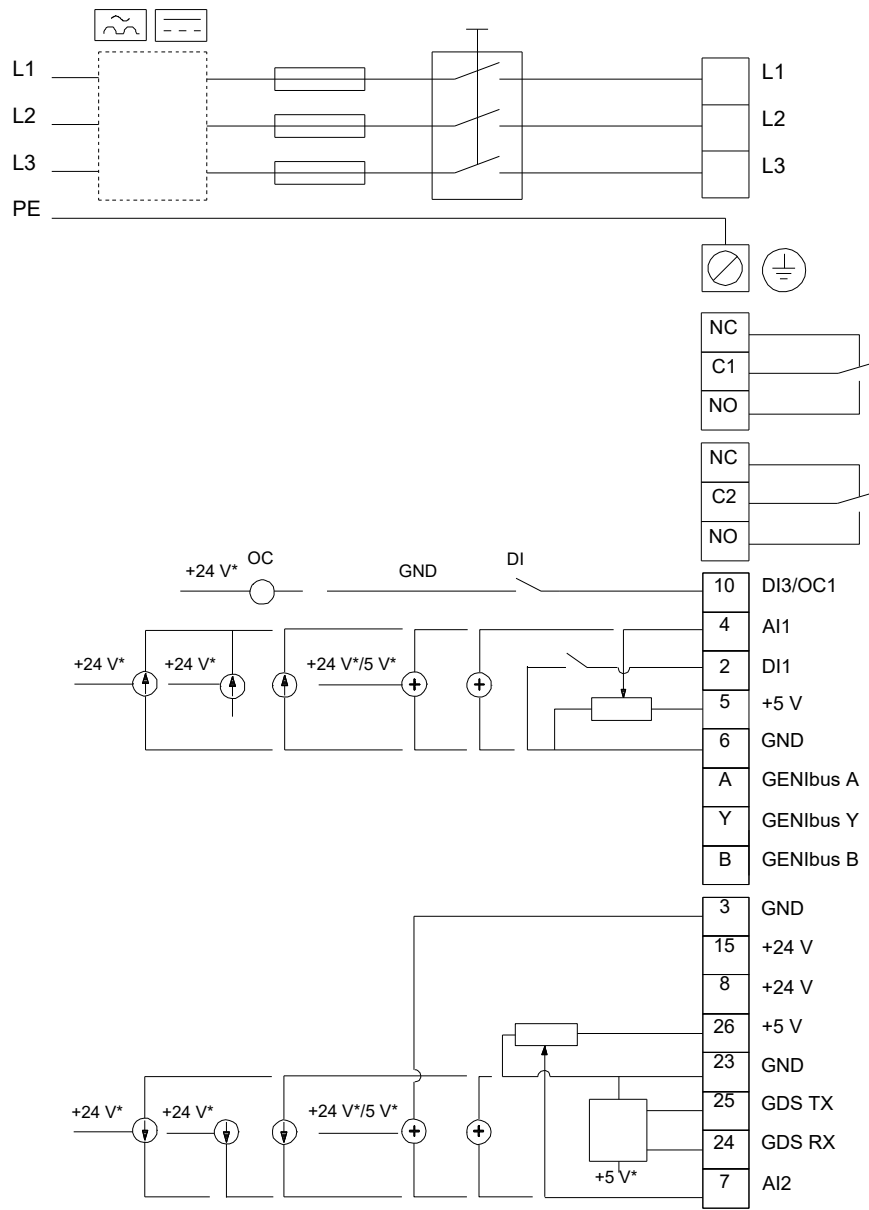 L1 L1
L2 L2
L3 L3
PE
NC
C1
NO
NC
C2
NO
+24 V* OC GND DI 10 DI3/OC1
4 AI1
+24 V* +24 V* +24 V*/5 V* 2 DI1
5 +5 V
6 GND
A GENIbus A
Y GENIbus Y
B GENIbus B
3 GND
15 +24 V
8 +24 V
26 +5 V
23 GND
+24 V* +24 V* +24 V*/5 V* 25 GDS TX
24 GDS RX
+5 V* 7 AI2